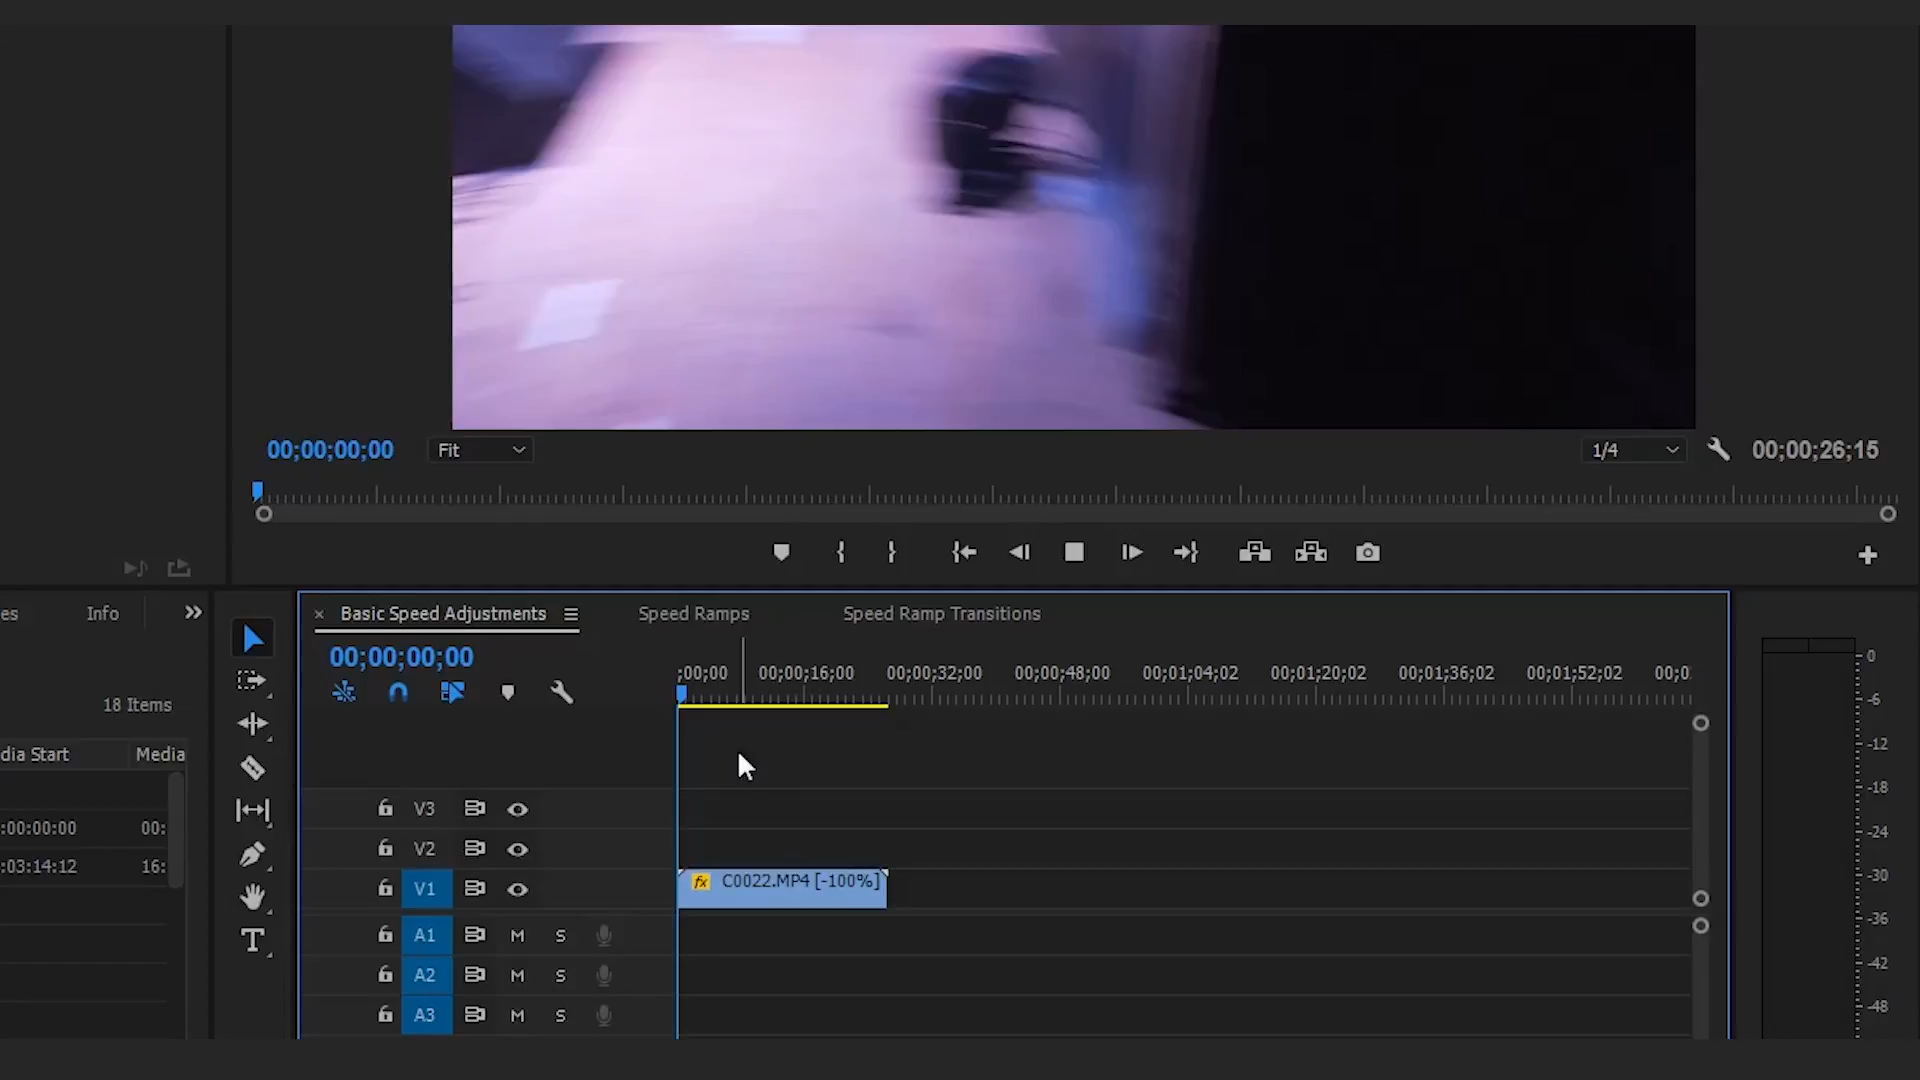 00;00;00;00
Fit
1/4
00;00;26;15
es
Info
18 Items
dia Start
Media
:00:00:00
00:
:03:14:12
16:
Basic Speed Adjustments
Speed Ramps
Speed Ramp Transitions
00;00;00;00
;00;00
00;00;16;00
00;00;32;00
00;00;48;00
00;01;04;02
00;01;20;02
00;01;36;02
00;01;52;02
00;0
V3
V2
V1
fx C0022.MP4 [-100%]
A1 M S
A2 M S
A3 M S
0
-6
-12
-18
-24
-30
-36
-42
-48